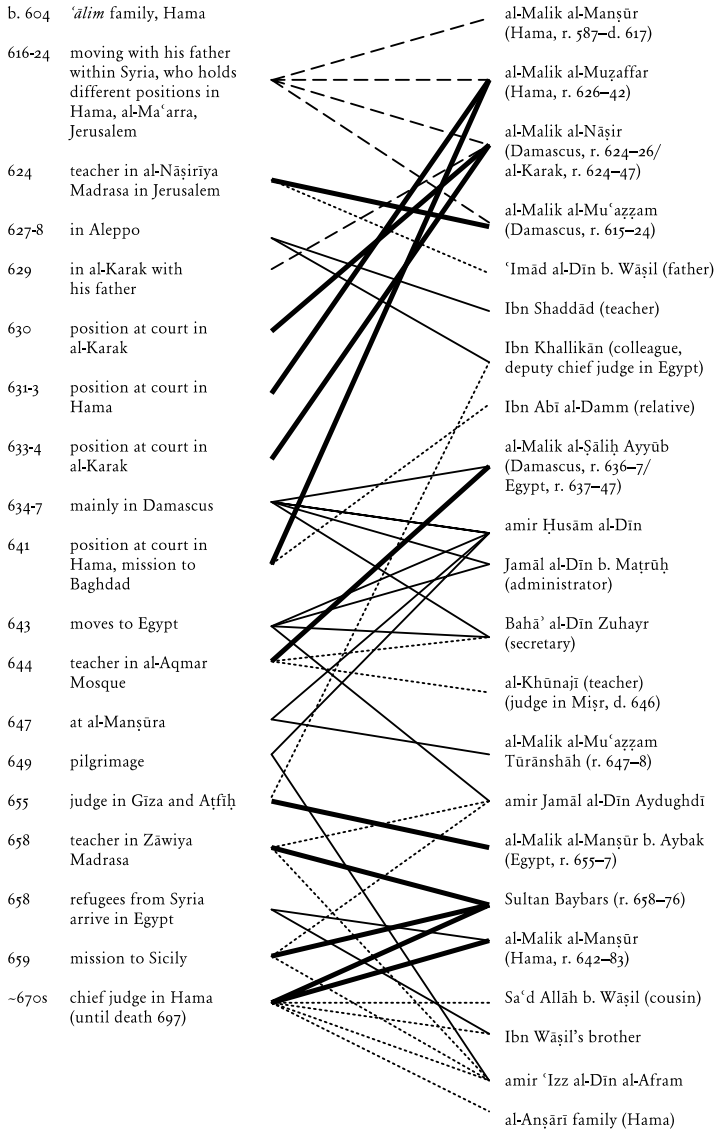 b. 604 ʿālim family, Hama
616-24 moving with his father
within Syria, who holds
different positions in
Hama, al-Maʿarra,
Jerusalem
624 teacher in al-Nāṣirīya
Madrasa in Jerusalem
627-8 in Aleppo
629 in al-Karak with
his father
630 position at court in
al-Karak
631-3 position at court in
Hama
633-4 position at court in
al-Karak
634-7 mainly in Damascus
641 position at court in
Hama, mission to
Baghdad
643 moves to Egypt
644 teacher in al-Aqmar
Mosque
647 at al-Manṣūra
649 pilgrimage
655 judge in Gīza and Aṭfīḥ
658 teacher in Zāwiya
Madrasa
658 refugees from Syria
arrive in Egypt
659 mission to Sicily
~670s chief judge in Hama
(until death 697)
al-Malik al-Manṣūr
(Hama, r. 587–d. 617)
al-Malik al-Muẓaffar
(Hama, r. 626–42)
al-Malik al-Nāṣir
(Damascus, r. 624–26/
al-Karak, r. 624–47)
al-Malik al-Muʿaẓẓam
(Damascus, r. 615–24)
ʿImād al-Dīn b. Wāṣil (father)
Ibn Shaddād (teacher)
Ibn Khallikān (colleague,
deputy chief judge in Egypt)
Ibn Abī al-Damm (relative)
al-Malik al-Ṣāliḥ Ayyūb
(Damascus, r. 636–7/
Egypt, r. 637–47)
amir Ḥusām al-Dīn
Jamāl al-Dīn b. Maṭrūḥ
(administrator)
Bahāʾ al-Dīn Zuhayr
(secretary)
al-Khūnajī (teacher)
(judge in Miṣr, d. 646)
al-Malik al-Muʿaẓẓam
Tūrānshāh (r. 647–8)
amir Jamāl al-Dīn Aydughdī
al-Malik al-Manṣūr b. Aybak
(Egypt, r. 655–7)
Sultan Baybars (r. 658–76)
al-Malik al-Manṣūr
(Hama, r. 642–83)
Saʿd Allāh b. Wāṣil (cousin)
Ibn Wāṣil's brother
amir ʿIzz al-Dīn al-Afram
al-Anṣārī family (Hama)